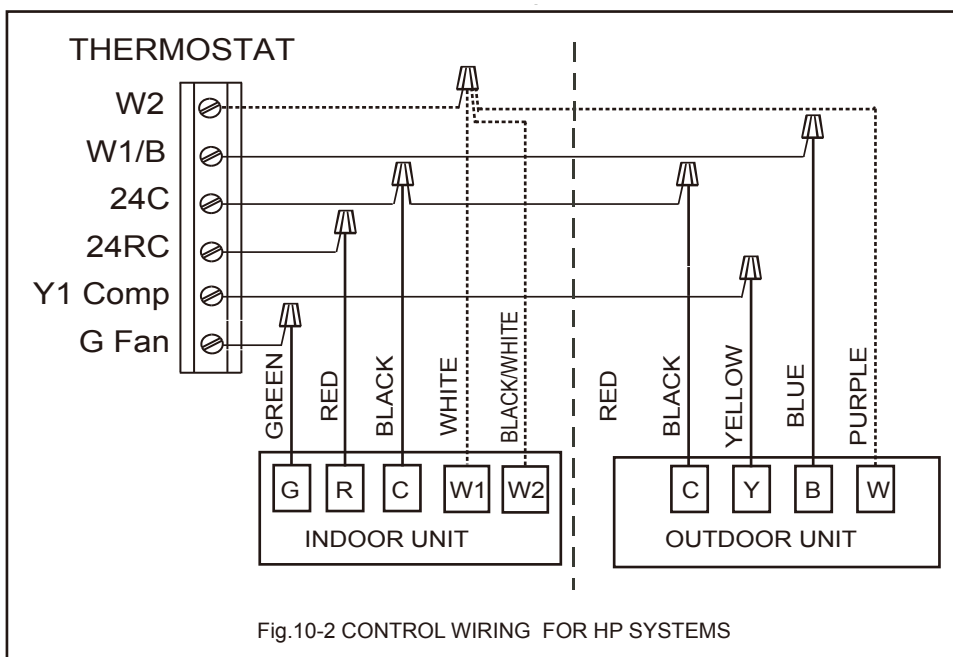 THERMOSTAT
W2
W1/B
24C
24RC
Y1 Comp
G Fan
GREEN
RED
BLACK
WHITE
BLACK/WHITE
RED
BLACK
YELLOW
BLUE
PURPLE
G R C W1 W2
INDOOR UNIT
C Y B W
OUTDOOR UNIT
Fig.10-2 CONTROL WIRING FOR HP SYSTEMS